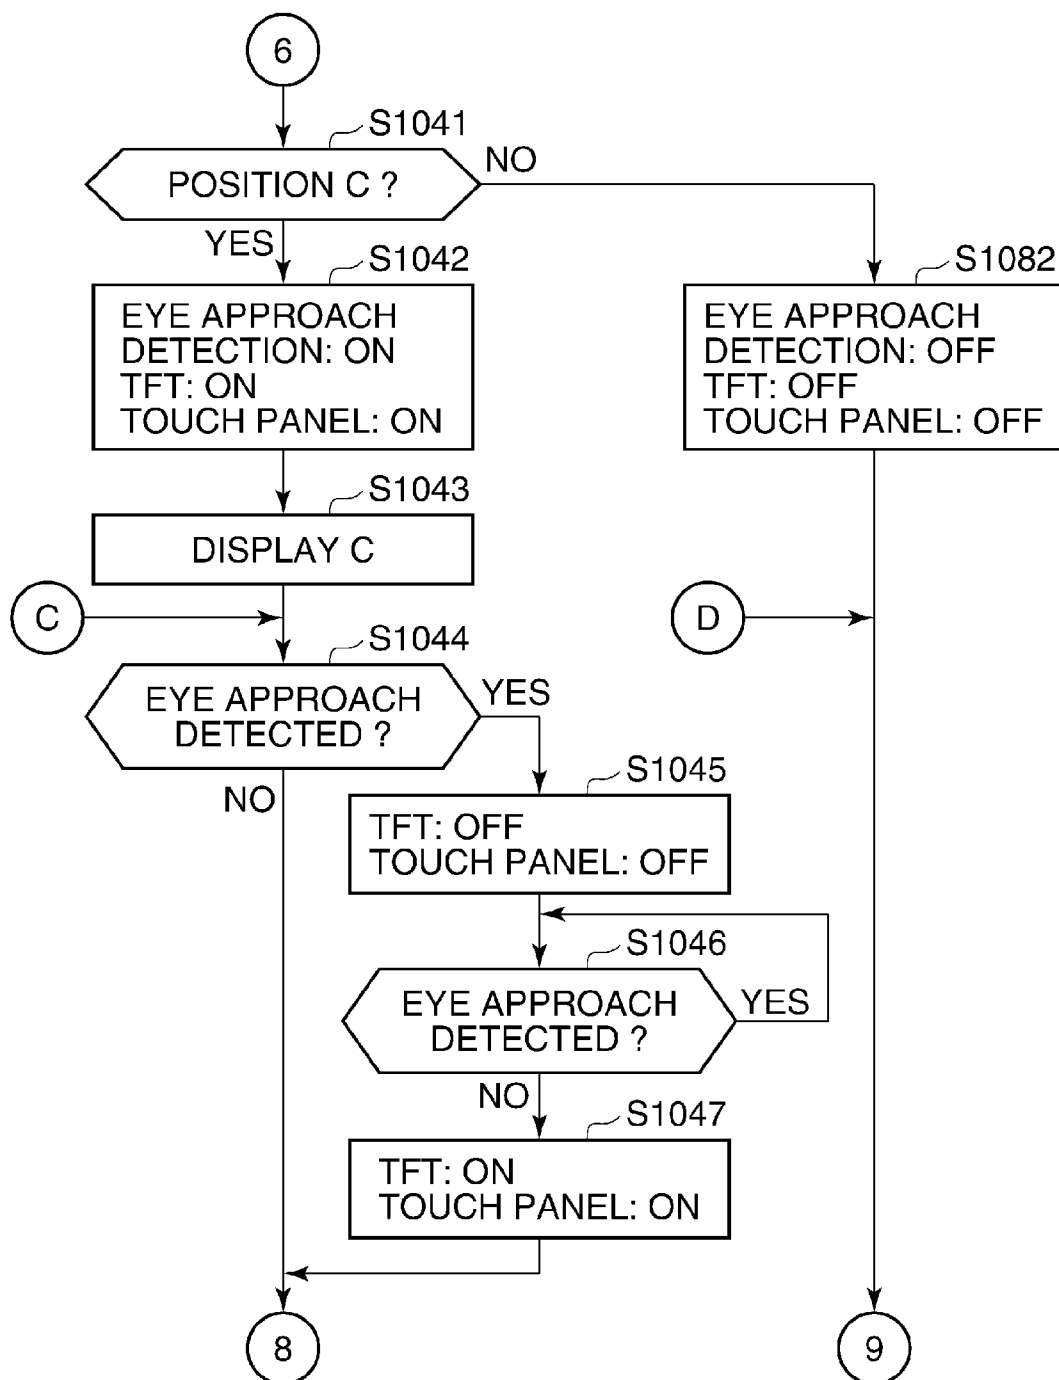 6
S1041
POSITION C ?
NO
YES
S1042
EYE APPROACH
DETECTION: ON
TFT: ON
TOUCH PANEL: ON
S1082
EYE APPROACH
DETECTION: OFF
TFT: OFF
TOUCH PANEL: OFF
S1043
DISPLAY C
C
D
S1044
EYE APPROACH
DETECTED ?
YES
NO
S1045
TFT: OFF
TOUCH PANEL: OFF
S1046
EYE APPROACH
DETECTED ?
YES
NO
S1047
TFT: ON
TOUCH PANEL: ON
8
9